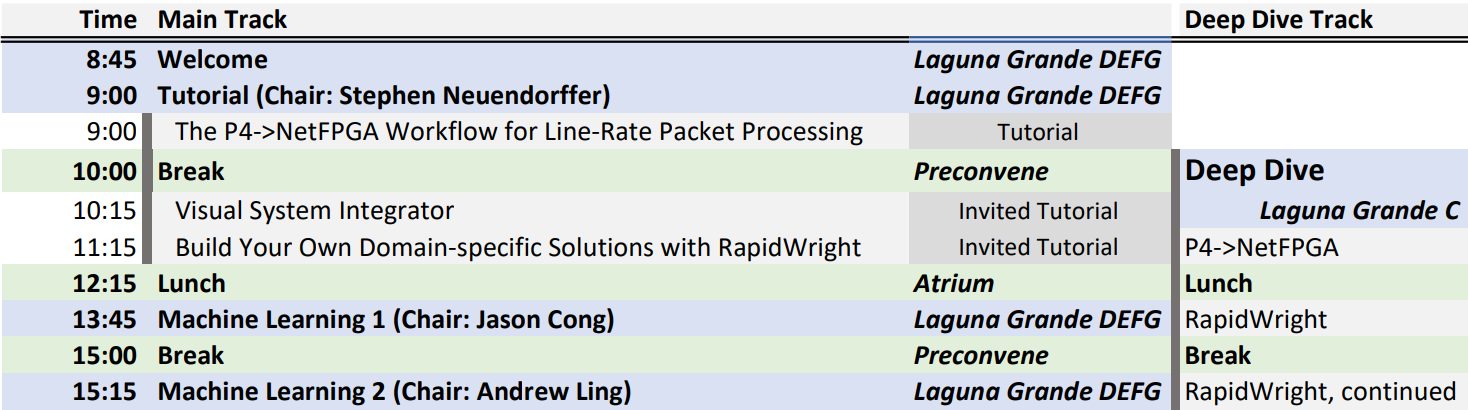 Time Main Track Deep Dive Track
8:45 Welcome Laguna Grande DEFG
9:00 Tutorial (Chair: Stephen Neuendorffer) Laguna Grande DEFG
9:00 The P4->NetFPGA Workflow for Line-Rate Packet Processing Tutorial
10:00 Break Preconvene Deep Dive
10:15 Visual System Integrator Invited Tutorial Laguna Grande C
11:15 Build Your Own Domain-specific Solutions with RapidWright Invited Tutorial P4->NetFPGA
12:15 Lunch Atrium Lunch
13:45 Machine Learning 1 (Chair: Jason Cong) Laguna Grande DEFG RapidWright
15:00 Break Preconvene Break
15:15 Machine Learning 2 (Chair: Andrew Ling) Laguna Grande DEFG RapidWright, continued